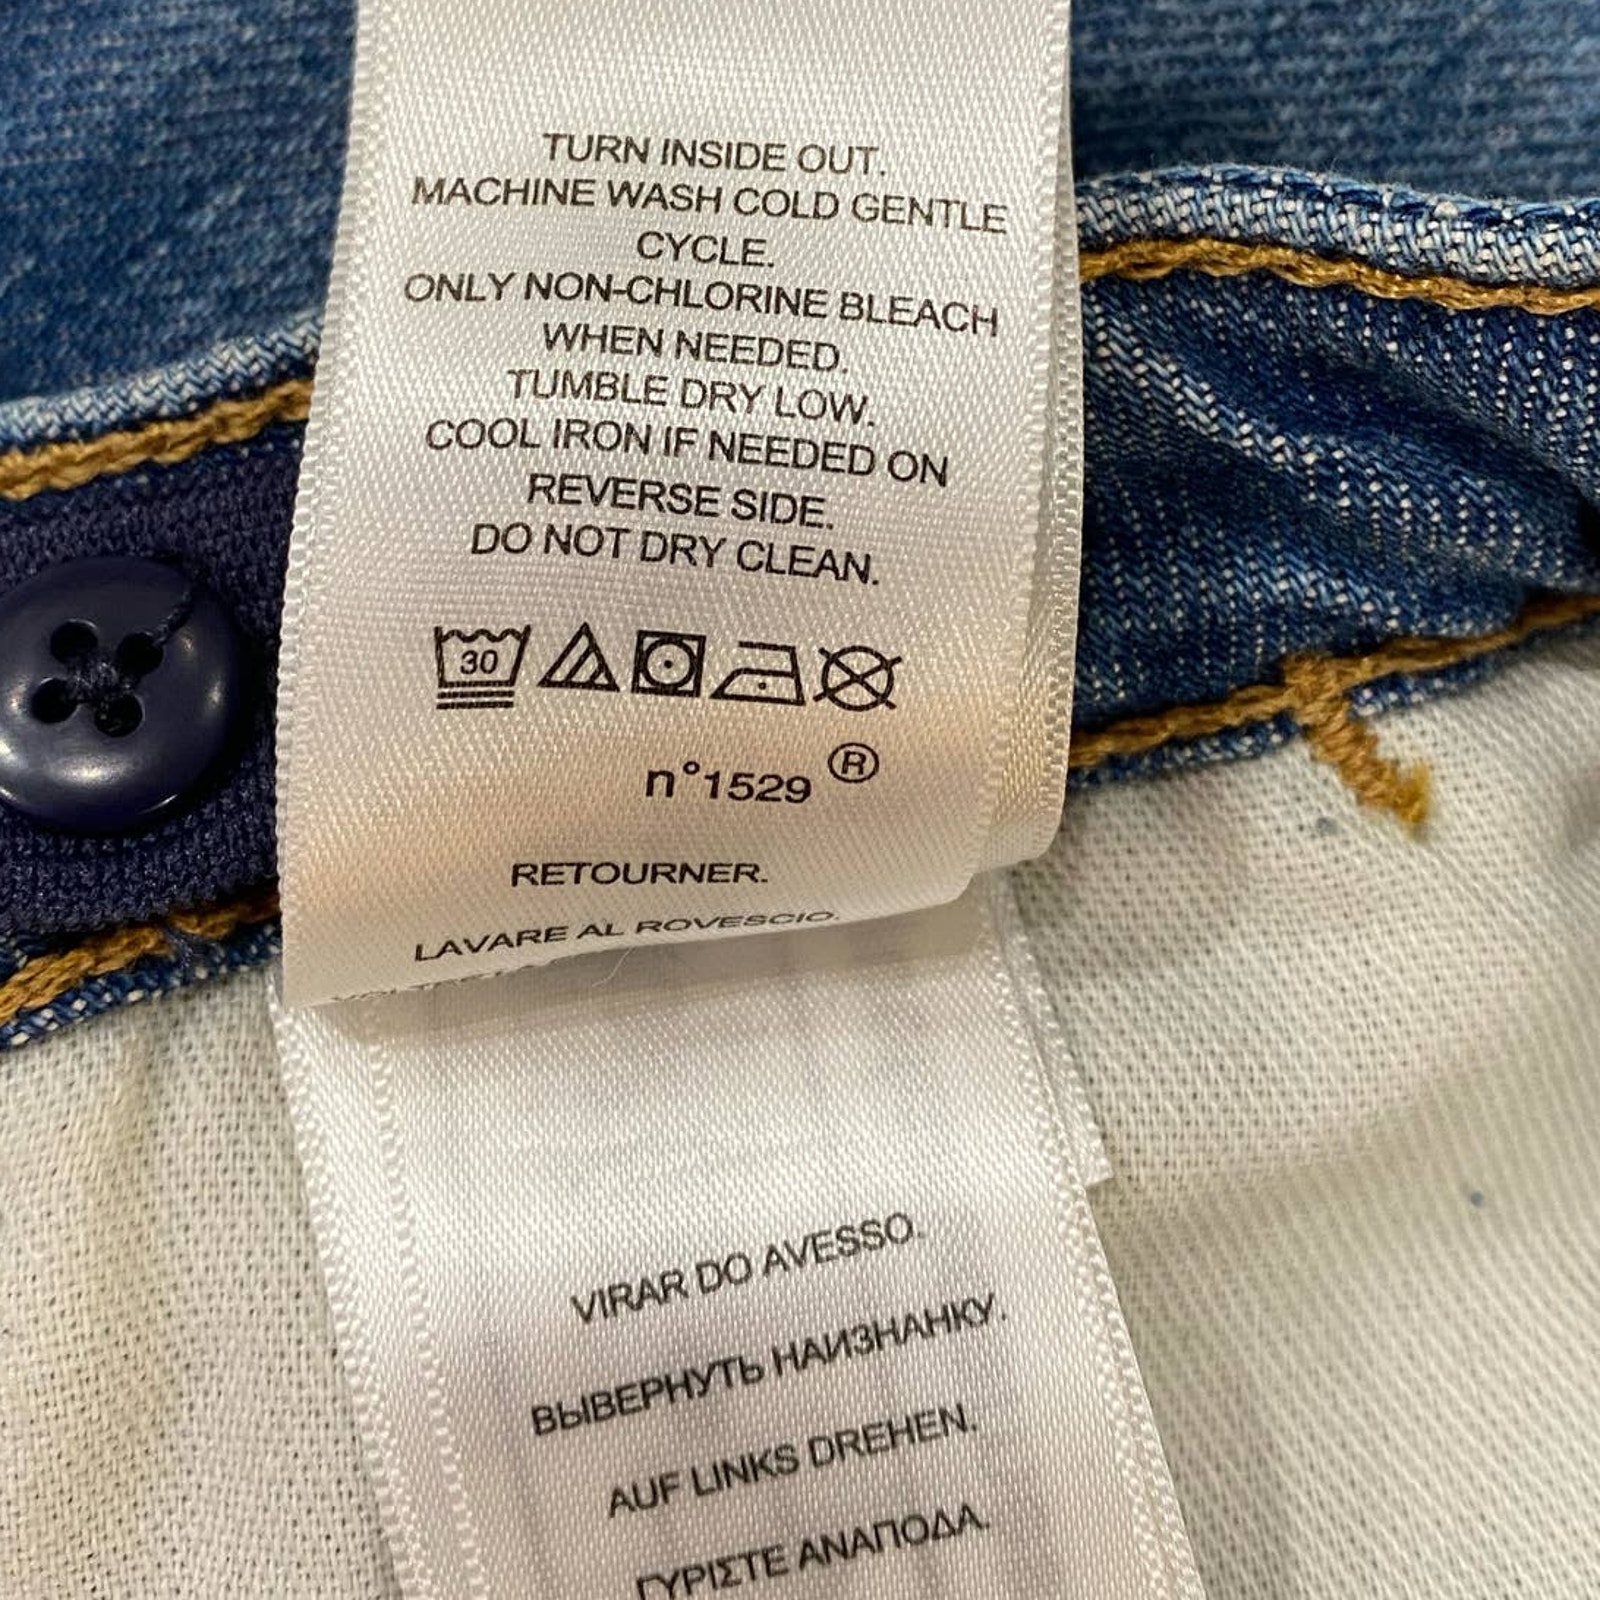 TURN INSIDE OUT.
MACHINE WASH COLD GENTLE
CYCLE.
ONLY NON-CHLORINE BLEACH
WHEN NEEDED.
TUMBLE DRY LOW.
COOL IRON IF NEEDED ON
REVERSE SIDE.
DO NOT DRY CLEAN.
30
n°1529 ®
RETOURNER.
LAVARE AL ROVESCIO.
VIRAR DO AVESSO.
ВЫВЕРНУТЬ НАИЗНАНКУ.
AUF LINKS DREHEN.
ΓΥΡΙΣΤΕ ΑΝΑΠΟΔΑ.